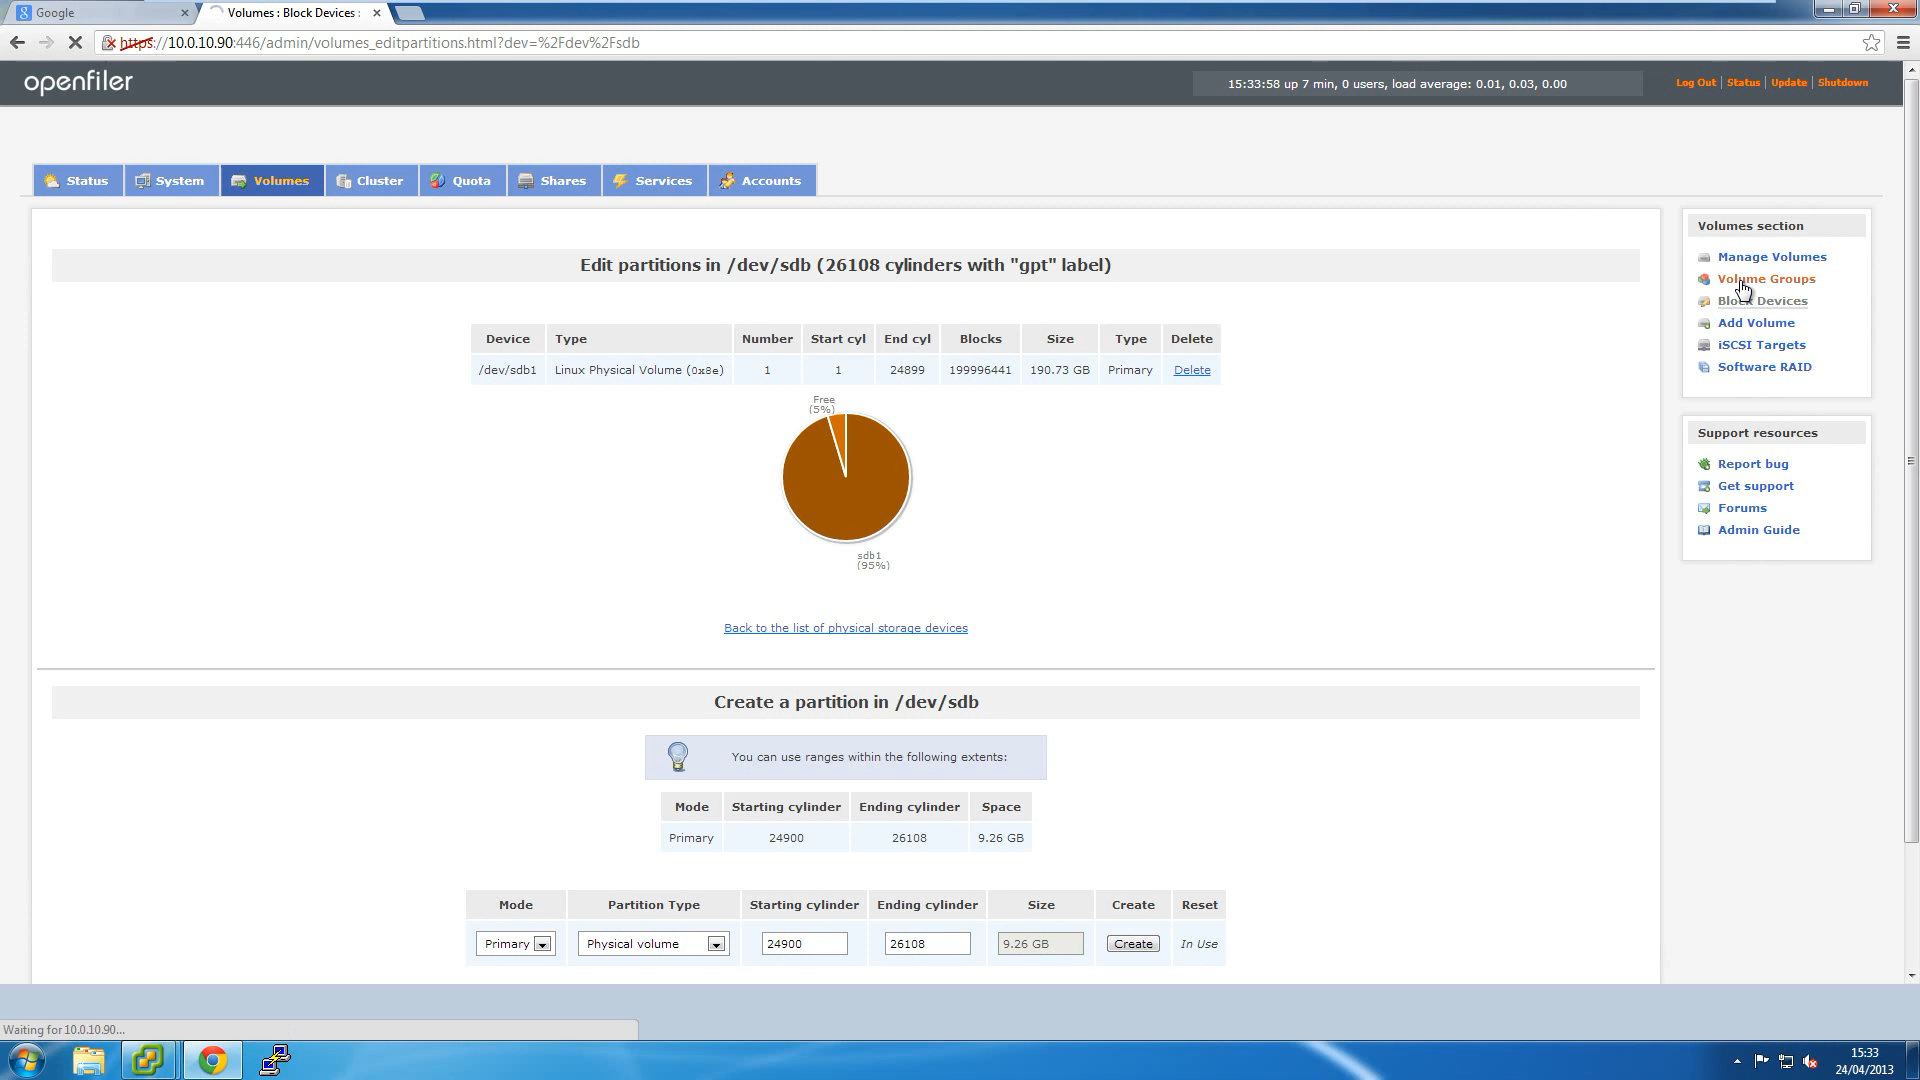 Google
Volumes : Block Devices :
https://10.0.10.90:446/admin/volumes_editpartitions.html?dev=%2Fdev%2Fsdb
openfiler
15:33:58 up 7 min, 0 users, load average: 0.01, 0.03, 0.00
Log Out | Status | Update | Shutdown
Status System Volumes Cluster Quota Shares Services Accounts
Edit partitions in /dev/sdb (26108 cylinders with "gpt" label)
Device Type Number Start cyl End cyl Blocks Size Type Delete
/dev/sdb1 Linux Physical Volume (0x8e) 1 1 24899 199996441 190.73 GB Primary Delete
Free
(5%)
sdb1
(95%)
Back to the list of physical storage devices
Create a partition in /dev/sdb
You can use ranges within the following extents:
Mode Starting cylinder Ending cylinder Space
Primary 24900 26108 9.26 GB
Mode Partition Type Starting cylinder Ending cylinder Size Create Reset
Primary Physical volume 24900 26108 9.26 GB Create In Use
Volumes section
Manage Volumes
Volume Groups
Block Devices
Add Volume
iSCSI Targets
Software RAID
Support resources
Report bug
Get support
Forums
Admin Guide
Waiting for 10.0.10.90...
15:33
24/04/2013